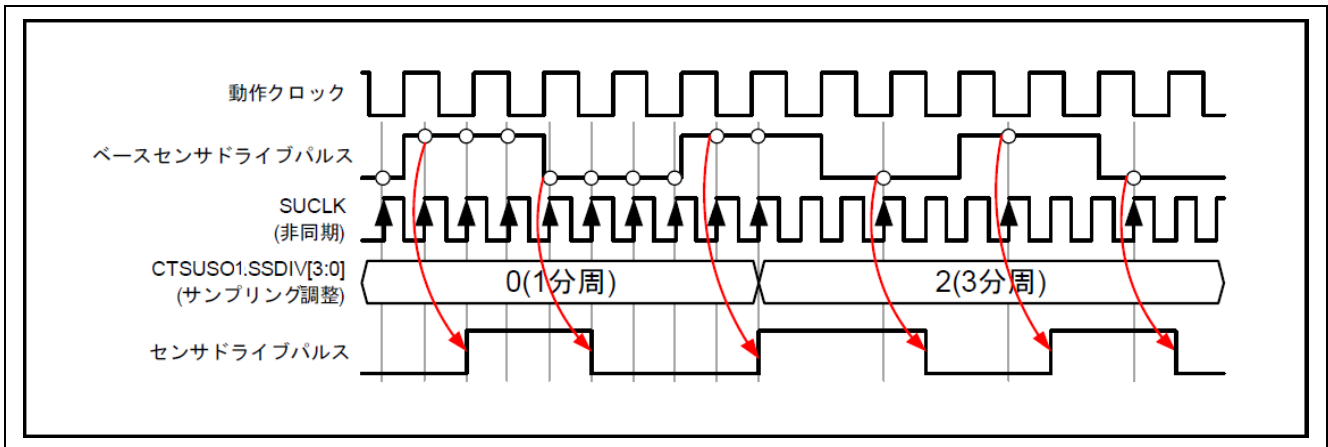 動作クロック
ベースセンサドライブパルス
SUCLK
(非同期)
CTSUSO1.SSDIV[3:0]
(サンプリング調整)
0(1分周)
2(3分周)
センサドライブパルス